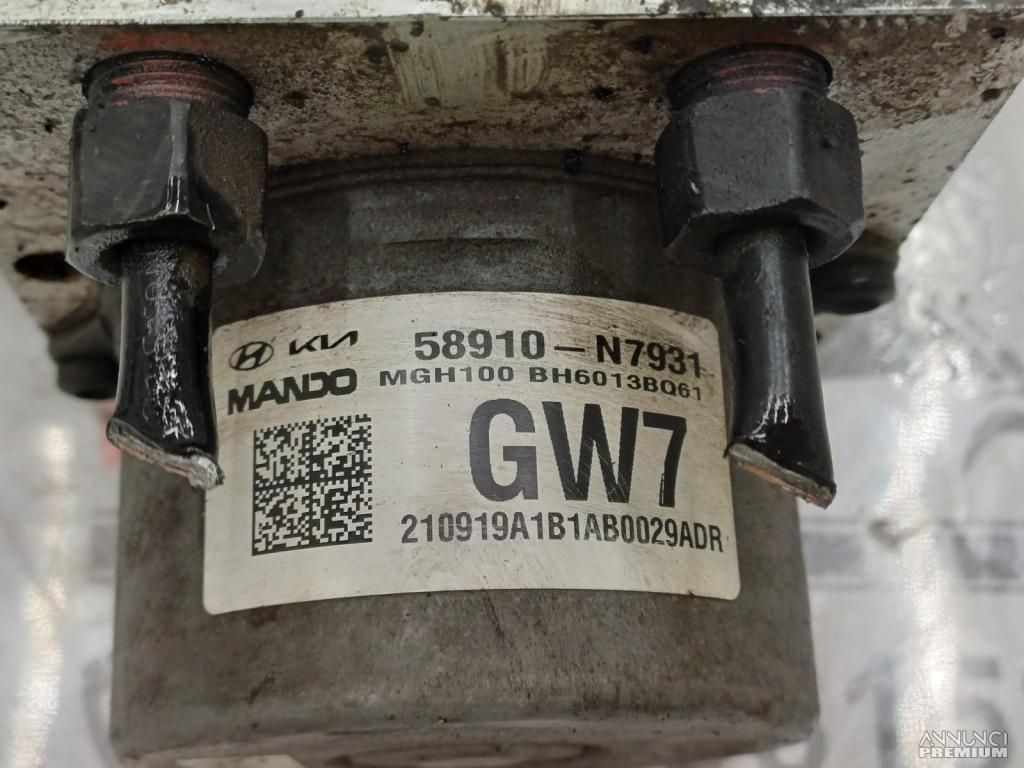 KIA 58910-N7931
MANDO MGH100 BH6013BQ61
GW7
210919A1B1AB0029ADR
ANNUNCI
PREMIUM